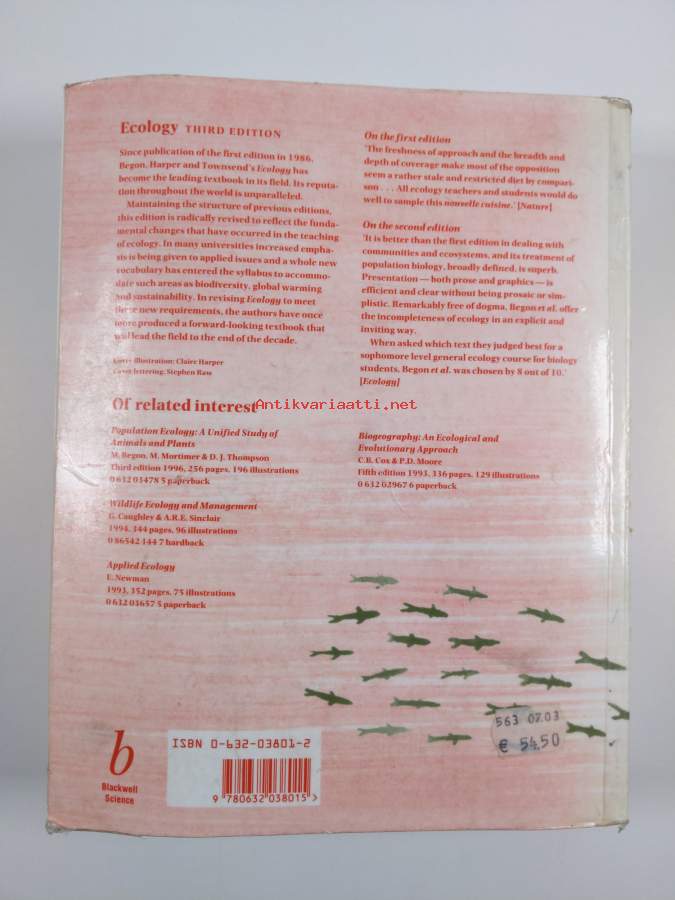 Ecology THIRD EDITION
Since publication of the first edition in 1986,
Begon, Harper and Townsend's Ecology has
become the leading textbook in its field. Its reputa-
tion throughout the world is unparalleled.
Maintaining the structure of previous editions,
this edition is radically revised to reflect the funda-
mental changes that have occurred in the teaching
of ecology. In many universities increased empha-
sis is being given to applied issues and a whole new
vocabulary has entered the syllabus to accommo-
date such areas as biodiversity, global warming
and sustainability. In revising Ecology to meet
these new requirements, the authors have once
more produced a forward-looking textbook that
will lead the field to the end of the decade.
Cover illustration: Claire Harper
Cover lettering: Stephen Raw
On the first edition
'The freshness of approach and the breadth and
depth of coverage make most of the opposition
seem a rather stale and restricted diet by compari-
son . . . All ecology teachers and students would do
well to sample this nouvelle cuisine.' [Nature]
On the second edition
'It is better than the first edition in dealing with
communities and ecosystems, and its treatment of
population biology, broadly defined, is superb.
Presentation — both prose and graphics — is
efficient and clear without being prosaic or sim-
plistic. Remarkably free of dogma, Begon et al. offer
the incompleteness of ecology in an explicit and
inviting way.
When asked which text they judged best for a
sophomore level general ecology course for biology
students, Begon et al. was chosen by 8 out of 10.'
[Ecology]
Of related interest
Antikvariaatti.net
Population Ecology: A Unified Study of
Animals and Plants
M. Begon, M. Mortimer & D. J. Thompson
Third edition 1996, 256 pages, 196 illustrations
0 632 03478 5 paperback
Wildlife Ecology and Management
G. Caughley & A.R.E. Sinclair
1994, 344 pages, 96 illustrations
0 86542 144 7 hardback
Applied Ecology
E. Newman
1993, 352 pages, 75 illustrations
0 632 03657 5 paperback
Biogeography: An Ecological and
Evolutionary Approach
C.B. Cox & P.D. Moore
Fifth edition 1993, 336 pages, 129 illustrations
0 632 02967 6 paperback
563 02.03
€ 54,50
b
Blackwell
Science
ISBN 0-632-03801-2
9 780632 038015 >